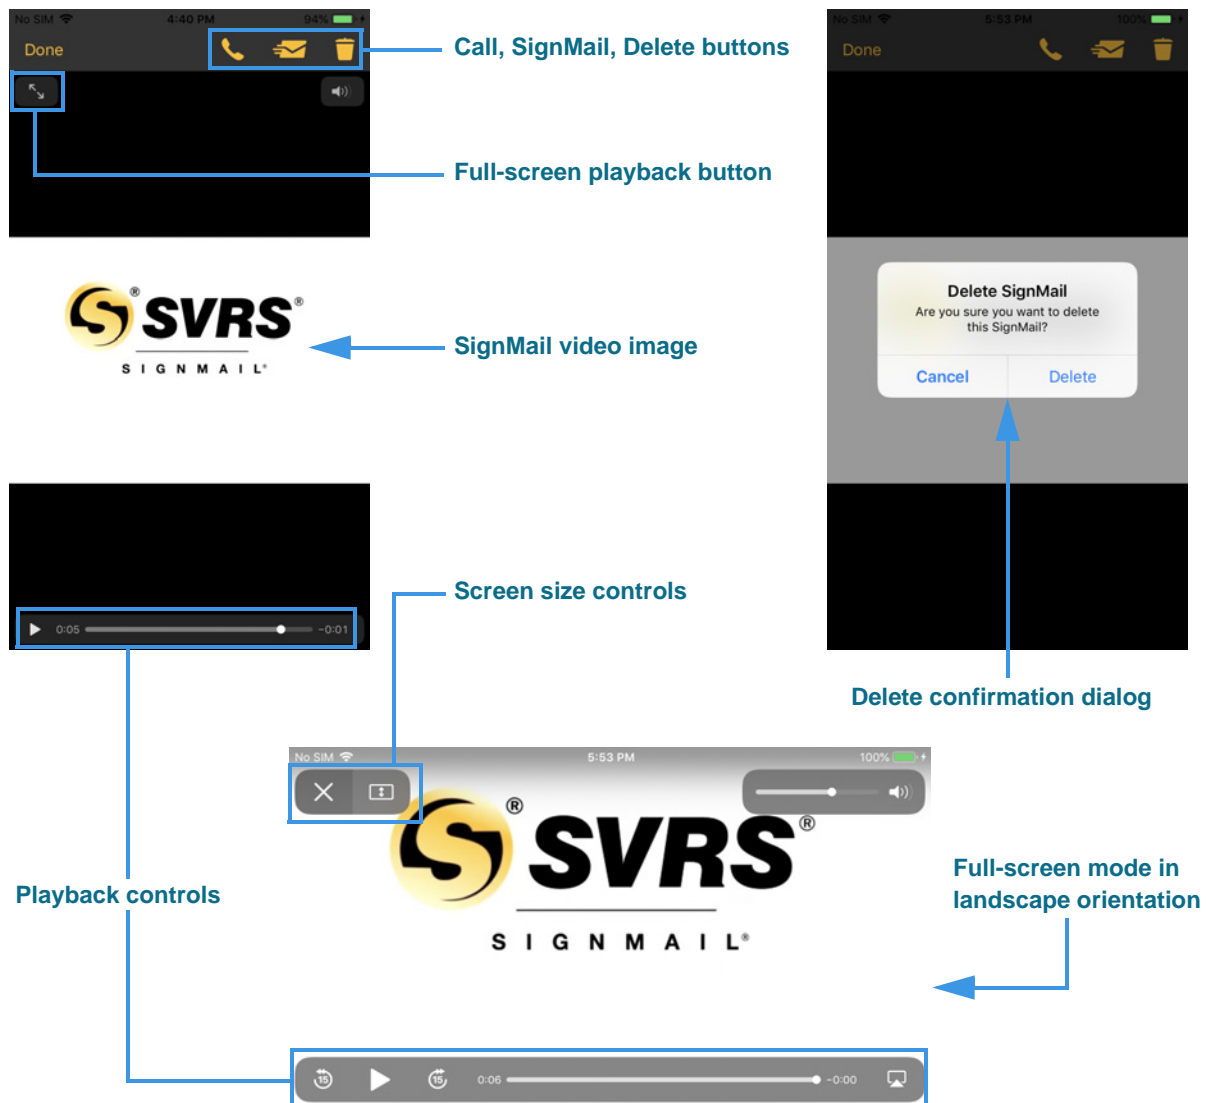 No SIM 4:40 PM 94%
Done
Call, SignMail, Delete buttons
Full-screen playback button
S®SVRS®
SIGNMAIL®
SignMail video image
0:05 -0:01
No SIM 5:53 PM 100%
Done
Delete SignMail
Are you sure you want to delete
this SignMail?
Cancel Delete
Delete confirmation dialog
Screen size controls
Playback controls
No SIM 5:53 PM 100%
S®SVRS®
SIGNMAIL®
Full-screen mode in
landscape orientation
15 15 0:06 -0:00